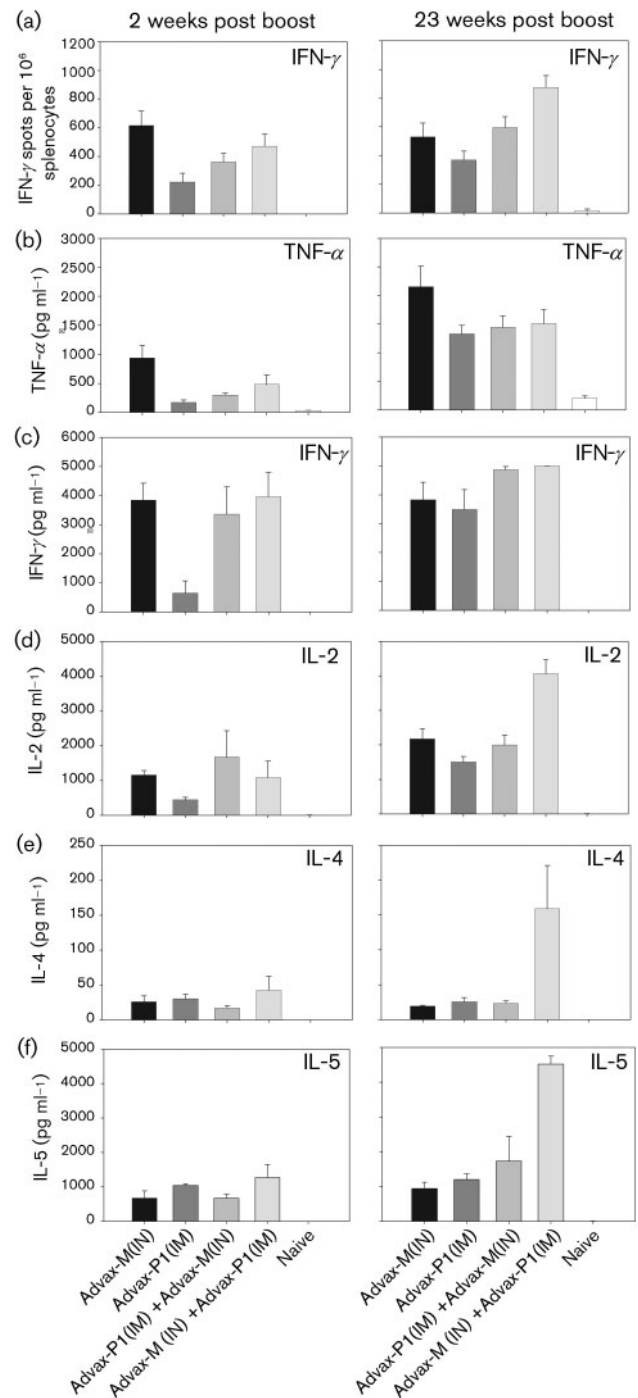 2 weeks post boost
23 weeks post boost
(a)
IFN-γ spots per 10⁶
splenocytes
1200
1000
800
600
400
200
0
IFN-γ
IFN-γ
(b)
TNF-α (pg ml⁻¹)
3000
2500
2000
1500
1000
500
0
TNF-α
TNF-α
(c)
IFN-γ (pg ml⁻¹)
6000
5000
4000
3000
2000
1000
0
IFN-γ
IFN-γ
(d)
IL-2 (pg ml⁻¹)
5000
4000
3000
2000
1000
0
IL-2
IL-2
(e)
IL-4 (pg ml⁻¹)
250
200
150
100
50
0
IL-4
IL-4
(f)
IL-5 (pg ml⁻¹)
5000
4000
3000
2000
1000
0
IL-5
IL-5
Advax-M(IN)
Advax-P1(IM)
Advax-P1(IM) +Advax-M(IN)
Advax-M (IN) +Advax-P1(IM)
Naive
Advax-M(IN)
Advax-P1(IM)
Advax-P1(IM) +Advax-M(IN)
Advax-M (IN) +Advax-P1(IM)
Naive